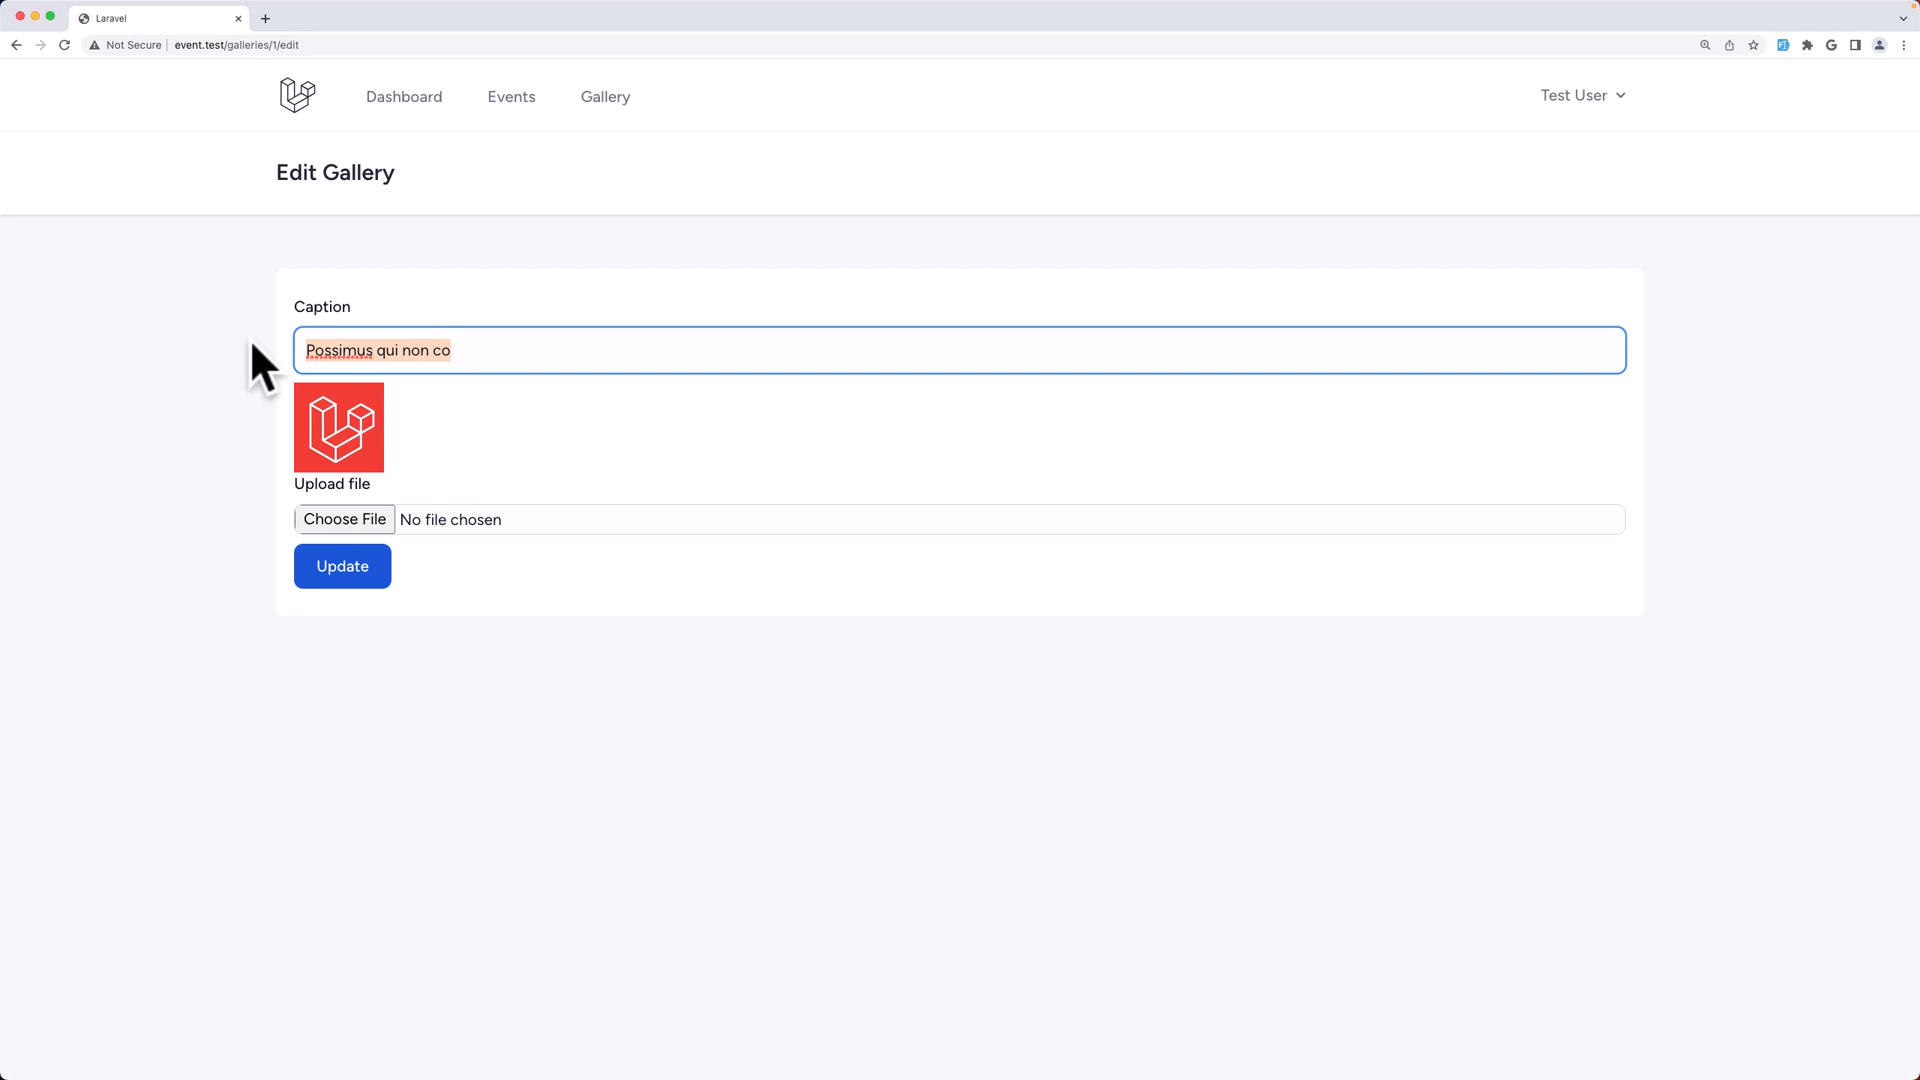 Laravel
Not Secure event.test/galleries/1/edit
Dashboard Events Gallery Test User
Edit Gallery
Caption
Possimus qui non co
Upload file
Choose File No file chosen
Update